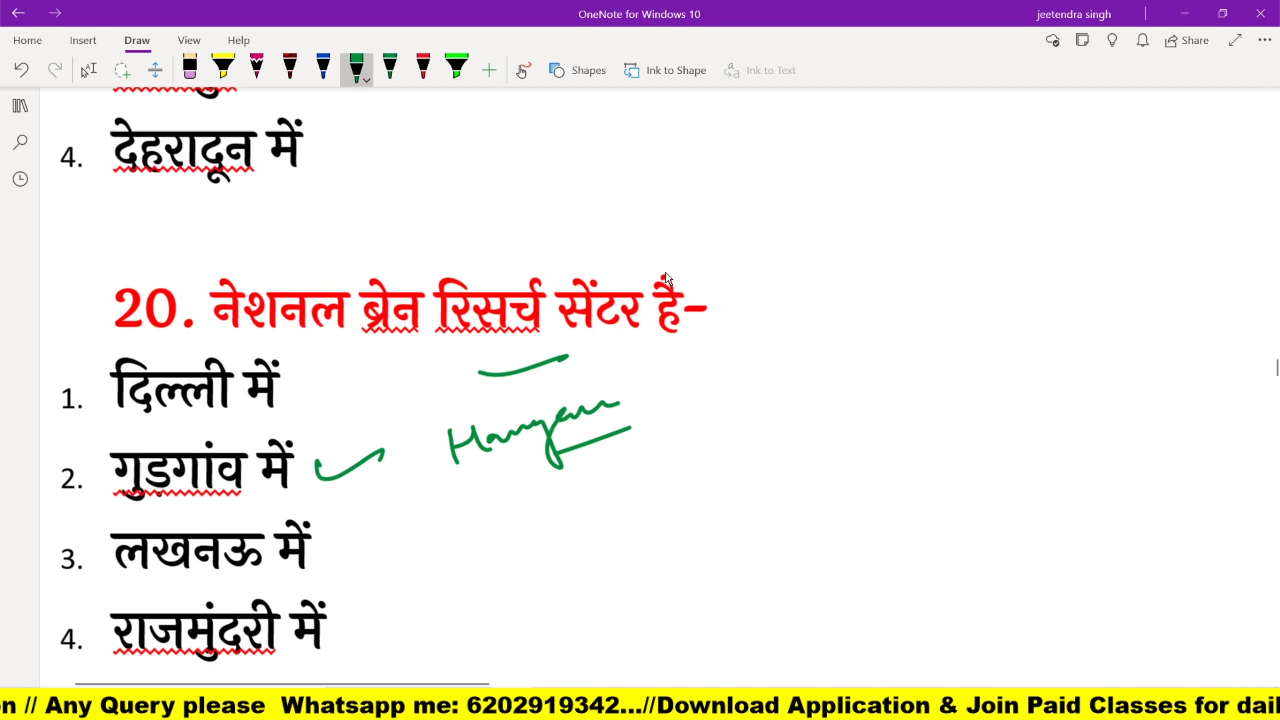 OneNote for Windows 10
jeetendra singh
Home Insert Draw View Help
Share
Shapes Ink to Shape Ink to Text
4. देहरादून में
20. नेशनल ब्रेन रिसर्च सेंटर है-
1. दिल्ली में
Haryana
2. गुडगांव में
3. लखनऊ में
4. राजमुंदरी में
n // Any Query please Whatsapp me: 6202919342...//Download Application & Join Paid Classes for dail